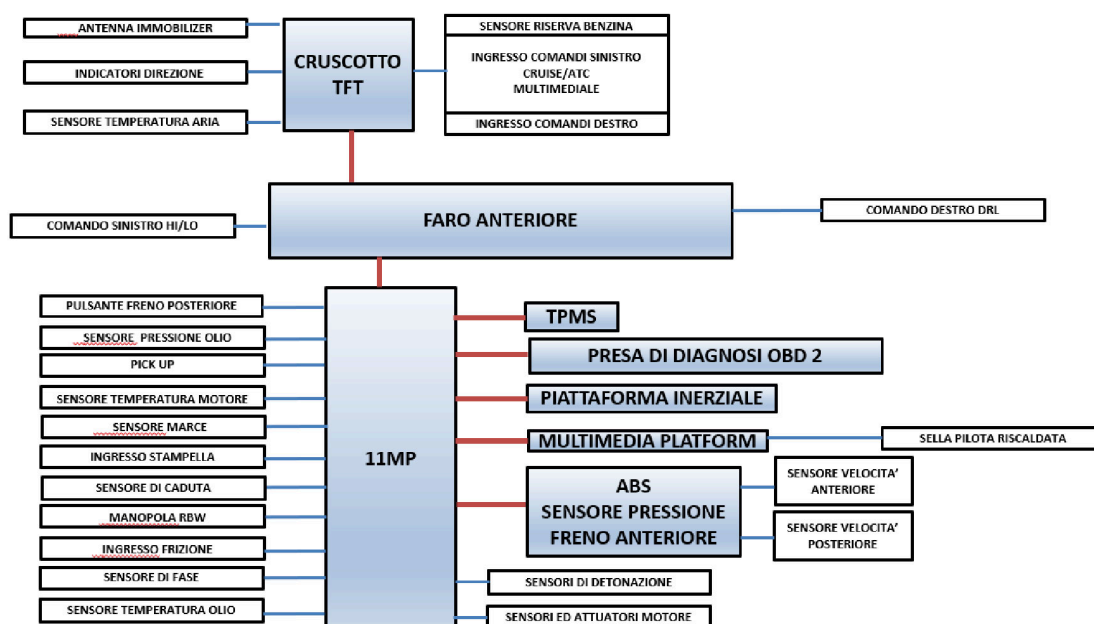 ANTENNA IMMOBILIZER
INDICATORI DIREZIONE
SENSORE TEMPERATURA ARIA
CRUSCOTTO
TFT
SENSORE RISERVA BENZINA
INGRESSO COMANDI SINISTRO
CRUISE/ATC
MULTIMEDIALE
INGRESSO COMANDI DESTRO
COMANDO SINISTRO HI/LO
FARO ANTERIORE
COMANDO DESTRO DRL
PULSANTE FRENO POSTERIORE
SENSORE PRESSIONE OLIO
PICK UP
SENSORE TEMPERATURA MOTORE
SENSORE MARCE
INGRESSO STAMPELLA
SENSORE DI CADUTA
MANOPOLA RBW
INGRESSO FRIZIONE
SENSORE DI FASE
SENSORE TEMPERATURA OLIO
11MP
TPMS
PRESA DI DIAGNOSI OBD 2
PIATTAFORMA INERZIALE
MULTIMEDIA PLATFORM
SELLA PILOTA RISCALDATA
ABS
SENSORE PRESSIONE
FRENO ANTERIORE
SENSORE VELOCITA'
ANTERIORE
SENSORE VELOCITA'
POSTERIORE
SENSORI DI DETONAZIONE
SENSORI ED ATTUATORI MOTORE